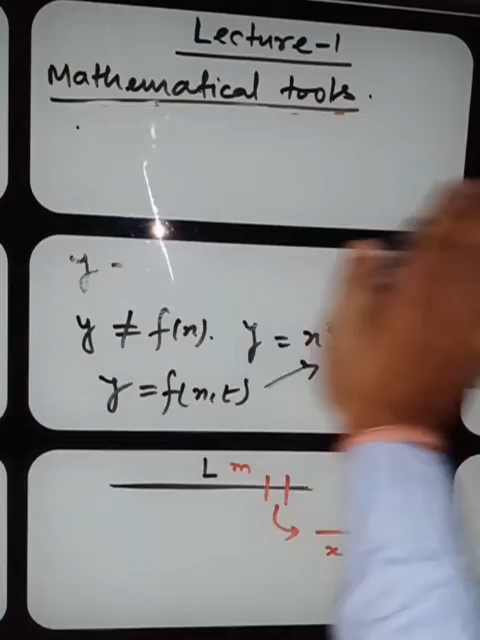 Lecture-1
Mathematical tools.
y -
y ≠ f(x). y = x
y = f(x, t)
L m
x